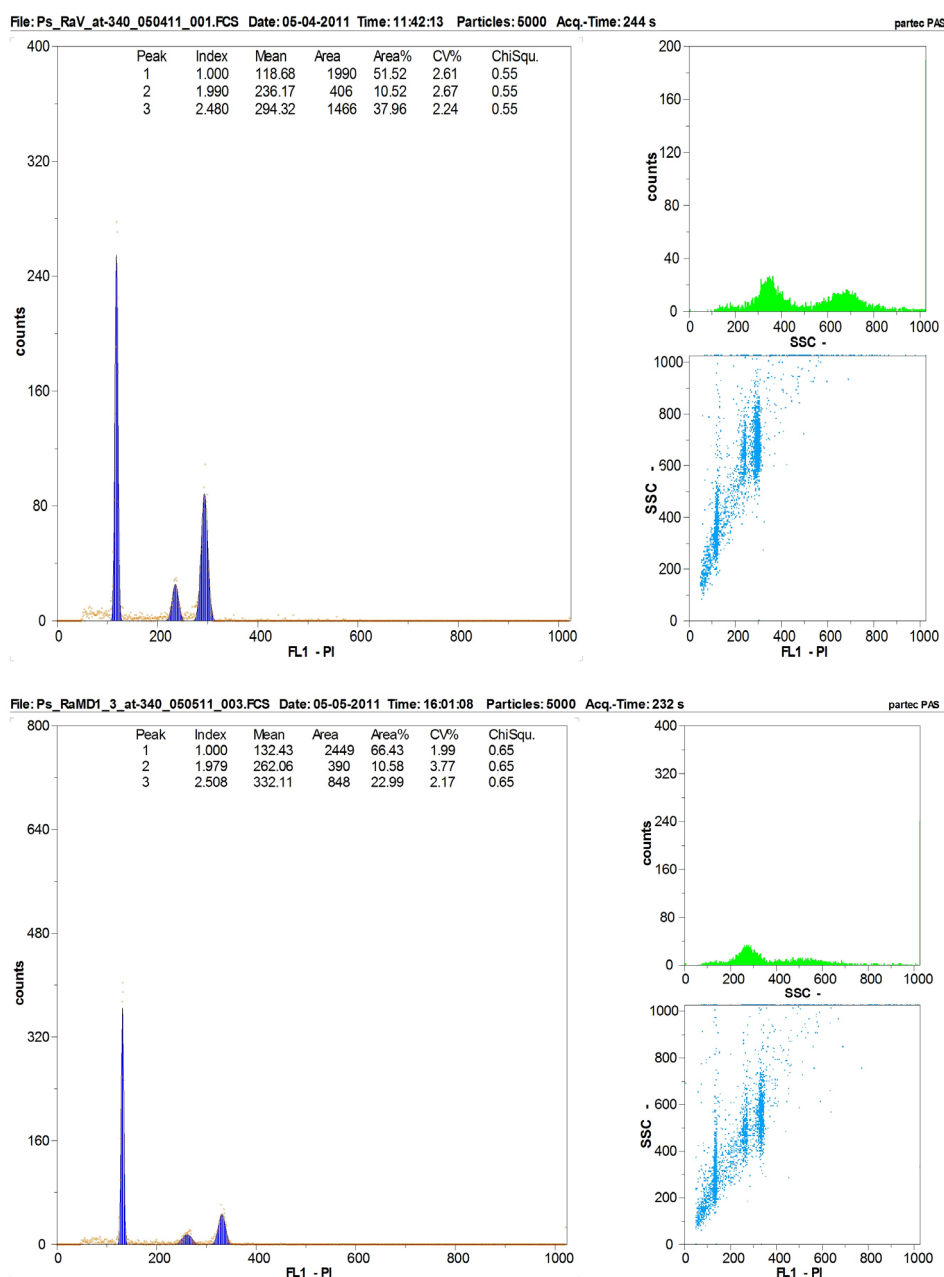 File: Ps_RaV_at-340_050411_001.FCS Date: 05-04-2011 Time: 11:42:13 Particles: 5000 Acq.-Time: 244 s partec PAS
Peak Index Mean Area Area% CV% ChiSqu.
1 1.000 118.68 1990 51.52 2.61 0.55
2 1.990 236.17 406 10.52 2.67 0.55
3 2.480 294.32 1466 37.96 2.24 0.55
400
320
240
160
80
0
counts
0 200 400 600 800 1000
FL1 - PI
200
160
120
80
40
0
counts
0 200 400 600 800 1000
SSC -
1000
800
600
400
200
0
SSC -
0 200 400 600 800 1000
FL1 - PI
File: Ps_RaMD1_3_at-340_050511_003.FCS Date: 05-05-2011 Time: 16:01:08 Particles: 5000 Acq.-Time: 232 s partec PAS
Peak Index Mean Area Area% CV% ChiSqu.
1 1.000 132.43 2449 66.43 1.99 0.65
2 1.979 262.06 390 10.58 3.77 0.65
3 2.508 332.11 848 22.99 2.17 0.65
800
640
480
320
160
0
counts
0 200 400 600 800 1000
FL1 - PI
400
320
240
160
80
0
counts
0 200 400 600 800 1000
SSC -
1000
800
600
400
200
0
SSC -
0 200 400 600 800 1000
FL1 - PI